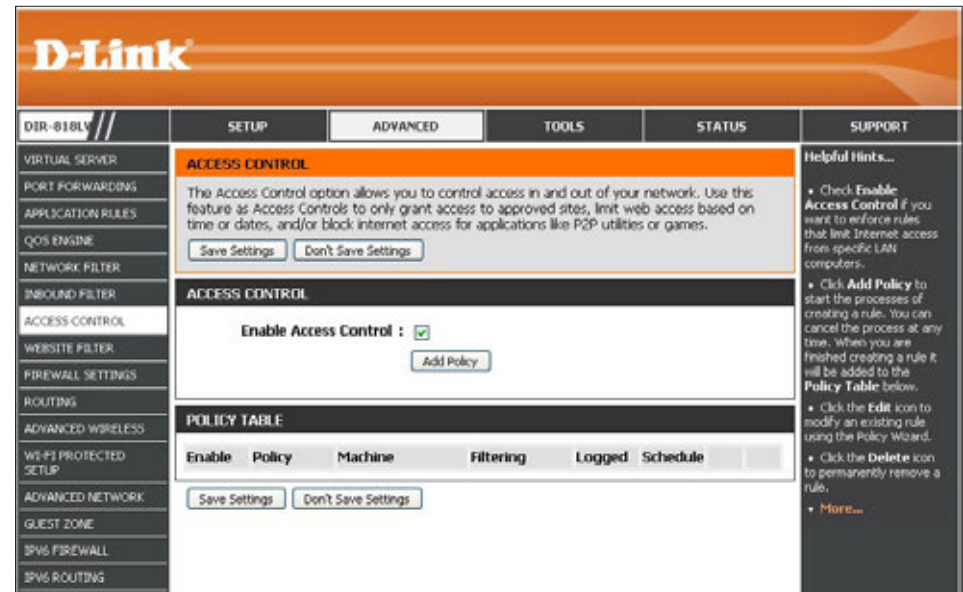 D-Link
DIR-818LW
SETUP
ADVANCED
TOOLS
STATUS
SUPPORT
VIRTUAL SERVER
PORT FORWARDING
APPLICATION RULES
QOS ENGINE
NETWORK FILTER
INBOUND FILTER
ACCESS CONTROL
WEBSITE FILTER
FIREWALL SETTINGS
ROUTING
ADVANCED WIRELESS
WI-FI PROTECTED
SETUP
ADVANCED NETWORK
GUEST ZONE
IPV6 FIREWALL
IPV6 ROUTING
ACCESS CONTROL
The Access Control option allows you to control access in and out of your network. Use this
feature as Access Controls to only grant access to approved sites, limit web access based on
time or dates, and/or block internet access for applications like P2P utilities or games.
Save Settings
Don't Save Settings
ACCESS CONTROL
Enable Access Control :
Add Policy
POLICY TABLE
Enable Policy Machine Filtering Logged Schedule
Save Settings
Don't Save Settings
Helpful Hints...
• Check Enable
Access Control if you
want to enforce rules
that limit Internet access
from specific LAN
computers.
• Click Add Policy to
start the processes of
creating a rule. You can
cancel the process at any
time. When you are
finished creating a rule it
will be added to the
Policy Table below.
• Click the Edit icon to
modify an existing rule
using the Policy Wizard.
• Click the Delete icon
to permanently remove a
rule.
• More...